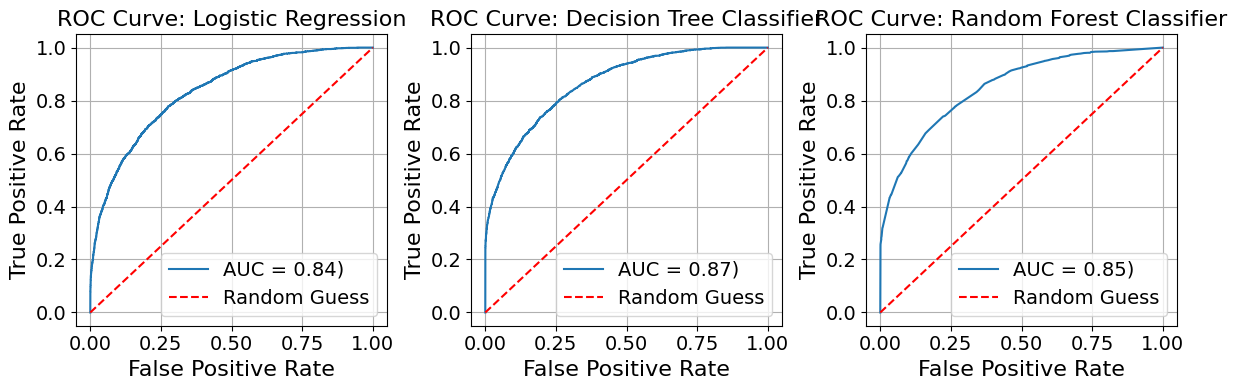 ROC Curve: Logistic Regression
True Positive Rate
1.0
0.8
0.6
0.4
0.2
0.0
AUC = 0.84)
Random Guess
0.00 0.25 0.50 0.75 1.00
False Positive Rate
ROC Curve: Decision Tree Classifier
True Positive Rate
1.0
0.8
0.6
0.4
0.2
0.0
AUC = 0.87)
Random Guess
0.00 0.25 0.50 0.75 1.00
False Positive Rate
ROC Curve: Random Forest Classifier
True Positive Rate
1.0
0.8
0.6
0.4
0.2
0.0
AUC = 0.85)
Random Guess
0.00 0.25 0.50 0.75 1.00
False Positive Rate